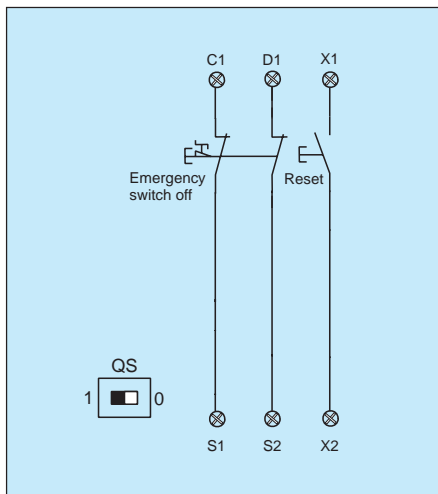 C1 D1 X1
Emergency
switch off
Reset
QS
1 0
S1 S2 X2